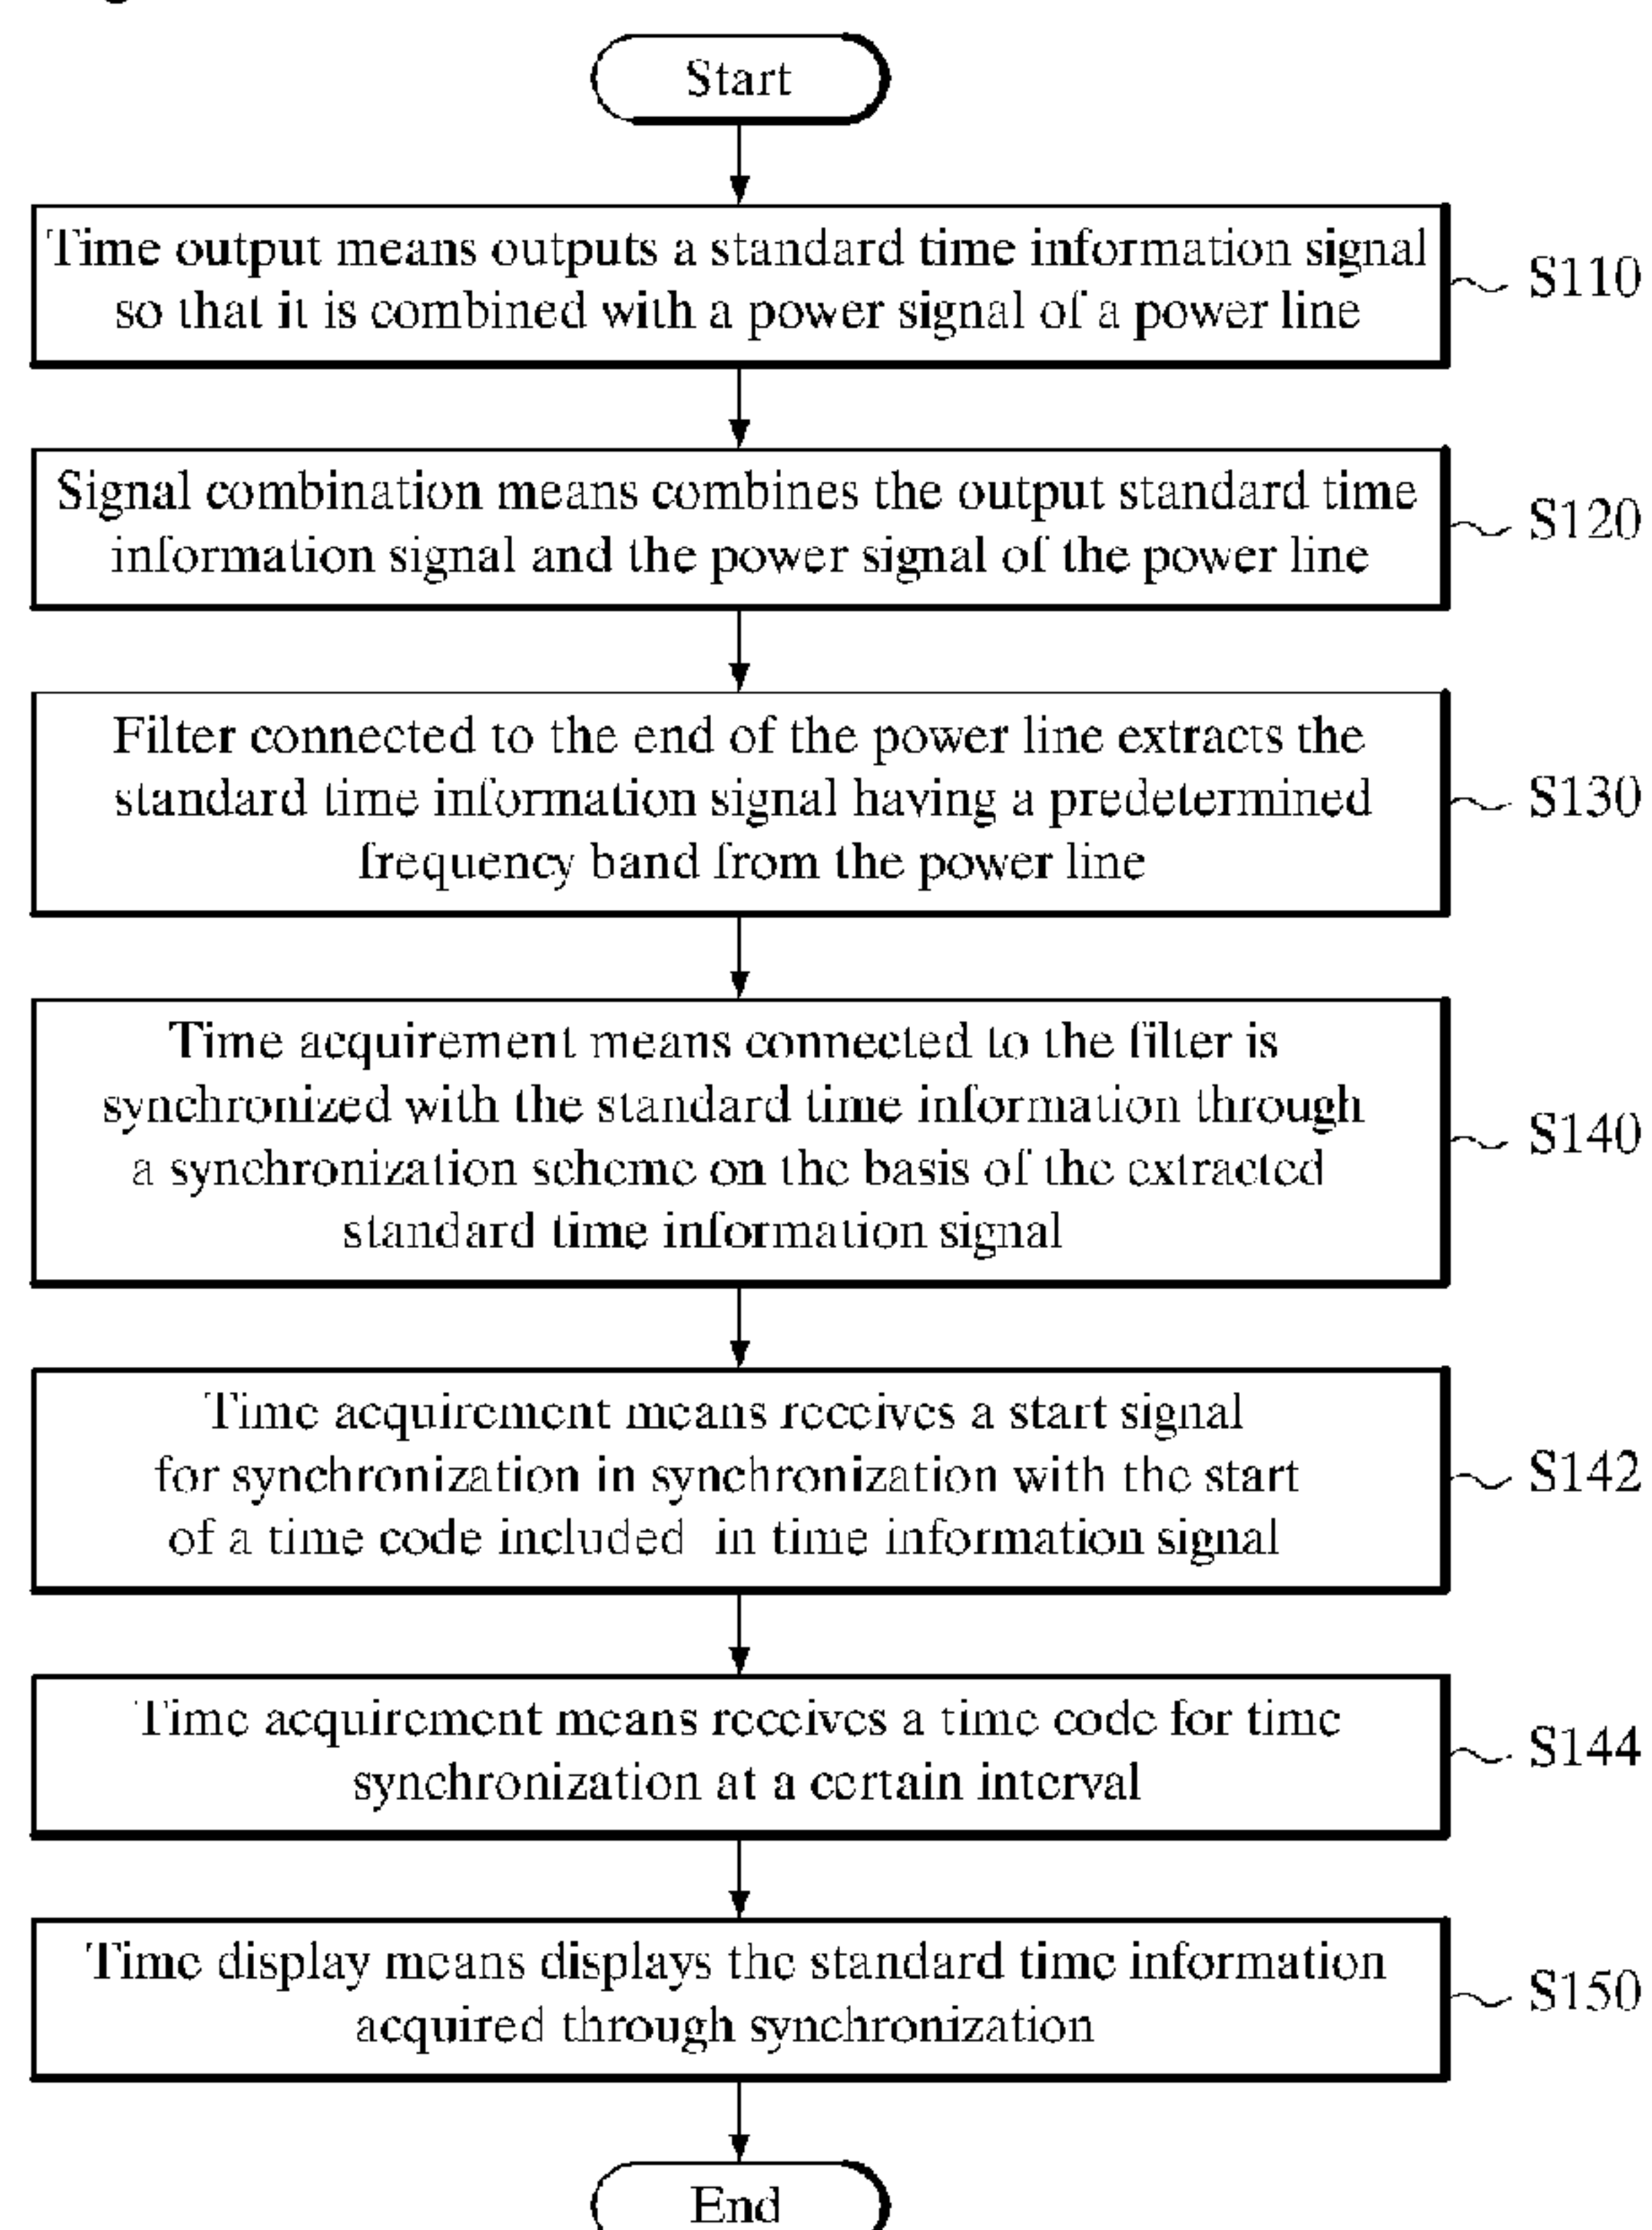 Start
Time output means outputs a standard time information signal
so that it is combined with a power signal of a power line
S110
Signal combination means combines the output standard time
information signal and the power signal of the power line
S120
Filter connected to the end of the power line extracts the
standard time information signal having a predetermined
frequency band from the power line
S130
Time acquirement means connected to the filter is
synchronized with the standard time information through
a synchronization scheme on the basis of the extracted
standard time information signal
S140
Time acquirement means receives a start signal
for synchronization in synchronization with the start
of a time code included in time information signal
S142
Time acquirement means receives a time code for time
synchronization at a certain interval
S144
Time display means displays the standard time information
acquired through synchronization
S150
End